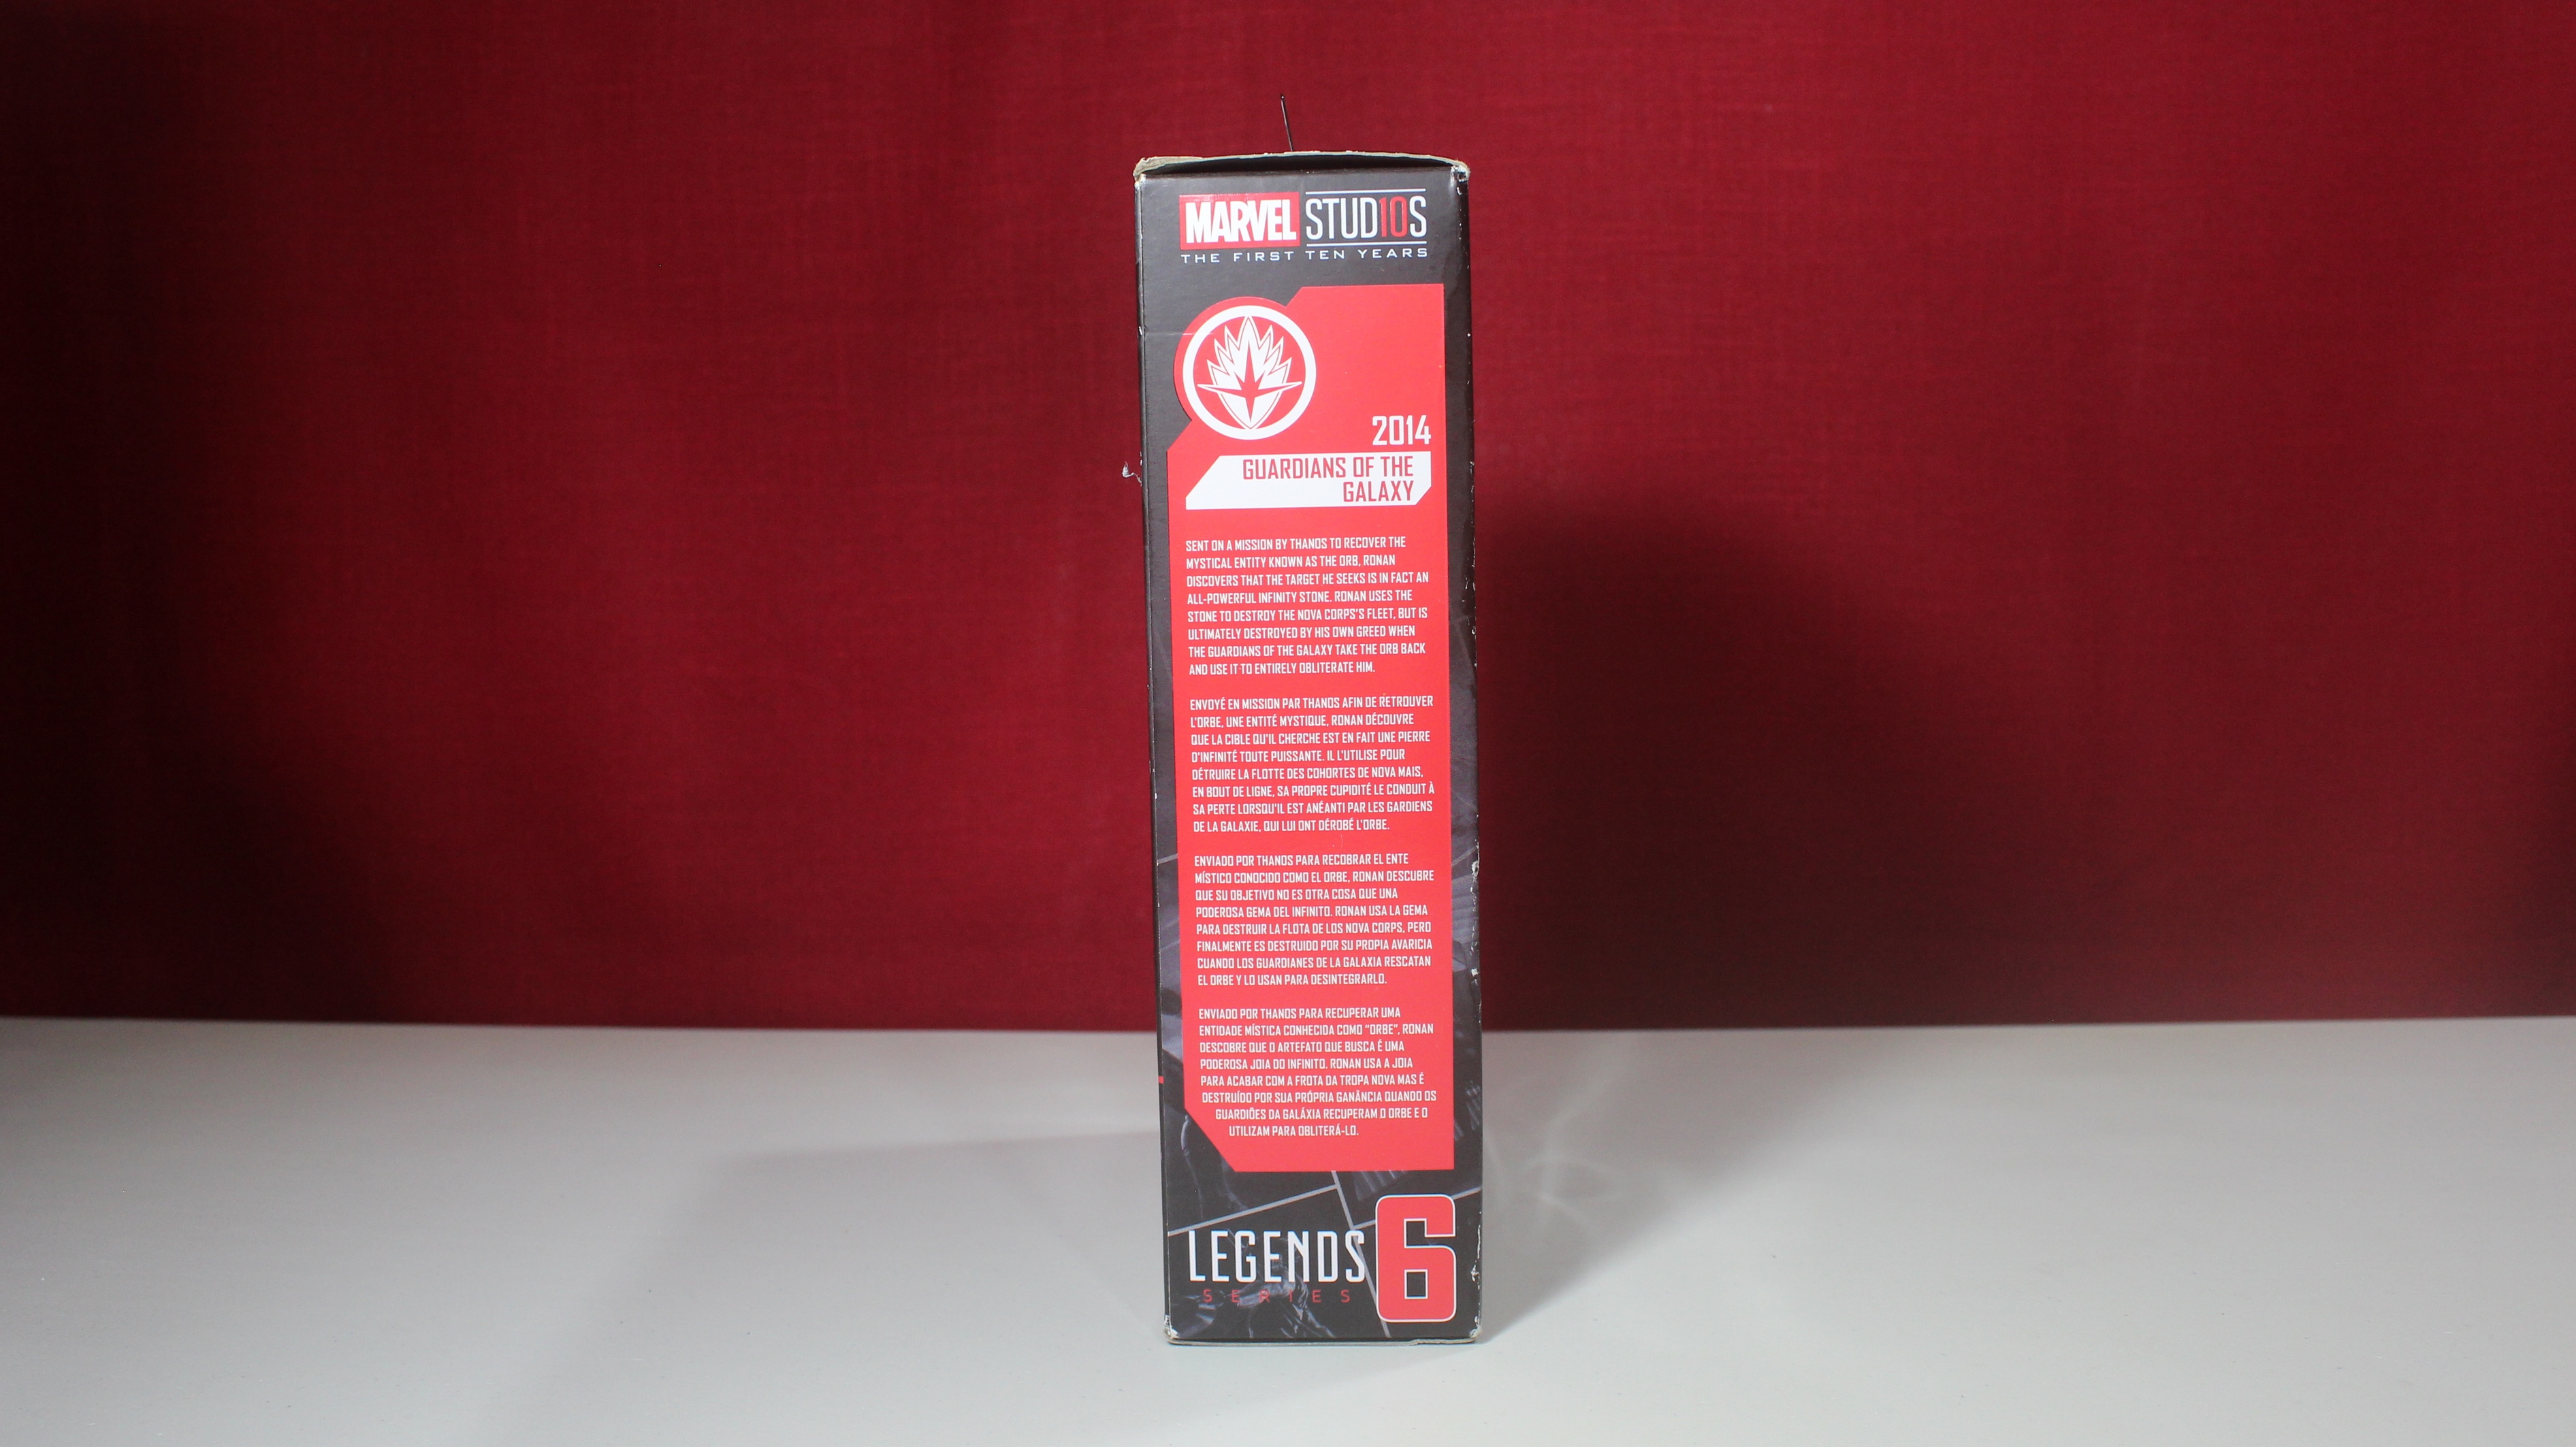 MARVEL STUD10S
THE FIRST TEN YEARS
2014
GUARDIANS OF THE
GALAXY
SENT ON A MISSION BY THANOS TO RECOVER THE
MYSTICAL ENTITY KNOWN AS THE ORB, RONAN
DISCOVERS THAT THE TARGET HE SEEKS IS IN FACT AN
ALL-POWERFUL INFINITY STONE. RONAN USES THE
STONE TO DESTROY THE NOVA CORPS'S FLEET, BUT IS
ULTIMATELY DESTROYED BY HIS OWN GREED WHEN
THE GUARDIANS OF THE GALAXY TAKE THE ORB BACK
AND USE IT TO ENTIRELY OBLITERATE HIM.
ENVOYÉ EN MISSION PAR THANOS AFIN DE RETROUVER
L'ORBE, UNE ENTITÉ MYSTIQUE, RONAN DÉCOUVRE
QUE LA CIBLE QU'IL CHERCHE EST EN FAIT UNE PIERRE
D'INFINITÉ TOUTE PUISSANTE. IL L'UTILISE POUR
DÉTRUIRE LA FLOTTE DES COHORTES DE NOVA MAIS,
EN BOUT DE LIGNE, SA PROPRE CUPIDITÉ LE CONDUIT À
SA PERTE LORSQU'IL EST ANÉANTI PAR LES GARDIENS
DE LA GALAXIE, QUI LUI ONT DÉROBÉ L'ORBE.
ENVIADO POR THANOS PARA RECOBRAR EL ENTE
MÍSTICO CONOCIDO COMO EL ORBE, RONAN DESCUBRE
QUE SU OBJETIVO NO ES OTRA COSA QUE UNA
PODEROSA GEMA DEL INFINITO. RONAN USA LA GEMA
PARA DESTRUIR LA FLOTA DE LOS NOVA CORPS, PERO
FINALMENTE ES DESTRUIDO POR SU PROPIA AVARICIA
CUANDO LOS GUARDIANES DE LA GALAXIA RESCATAN
EL ORBE Y LO USAN PARA DESINTEGRARLO.
ENVIADO POR THANOS PARA RECUPERAR UMA
ENTIDADE MÍSTICA CONHECIDA COMO "ORBE", RONAN
DESCOBRE QUE O ARTEFATO QUE BUSCA É UMA
PODEROSA JOIA DO INFINITO. RONAN USA A JOIA
PARA ACABAR COM A FROTA DA TROPA NOVA MAS É
DESTRUÍDO POR SUA PRÓPRIA GANÂNCIA QUANDO OS
GUARDIÕES DA GALÁXIA RECUPERAM O ORBE E O
UTILIZAM PARA OBLITERÁ-LO.
LEGENDS 6
SERIES